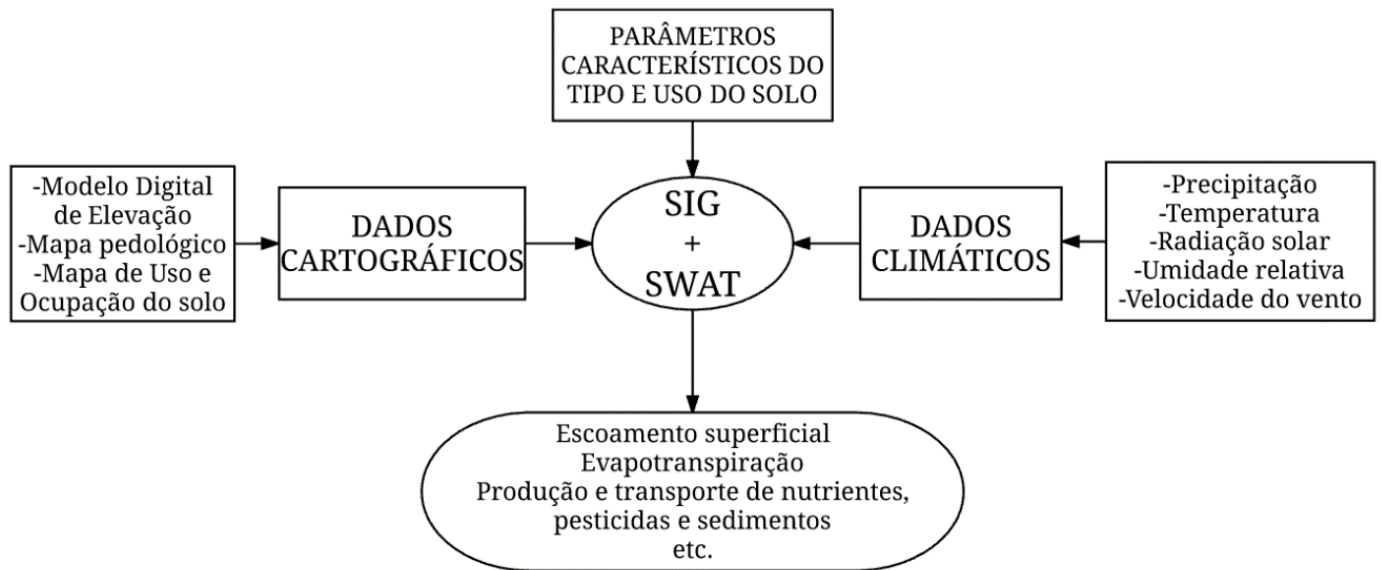 PARÂMETROS
CARACTERÍSTICOS DO
TIPO E USO DO SOLO
-Modelo Digital
de Elevação
-Mapa pedológico
-Mapa de Uso e
Ocupação do solo
DADOS
CARTOGRÁFICOS
SIG
+
SWAT
DADOS
CLIMÁTICOS
-Precipitação
-Temperatura
-Radiação solar
-Umidade relativa
-Velocidade do vento
Escoamento superficial
Evapotranspiração
Produção e transporte de nutrientes,
pesticidas e sedimentos
etc.